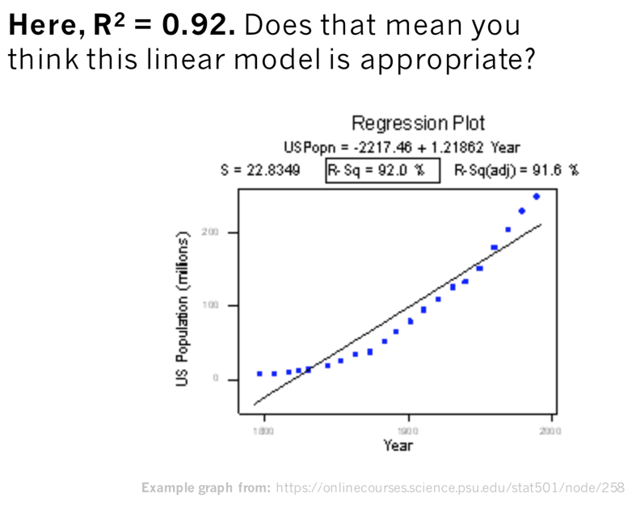 Here, R² = 0.92. Does that mean you
think this linear model is appropriate?
Regression Plot
USPopn = -2217.46 + 1.21862 Year
S = 22.8349 R-Sq = 92.0 % R-Sq(adj) = 91.6 %
US Population (millions)
200
100
0
1800 1900 2000
Year
Example graph from: https://onlinecourses.science.psu.edu/stat501/node/258